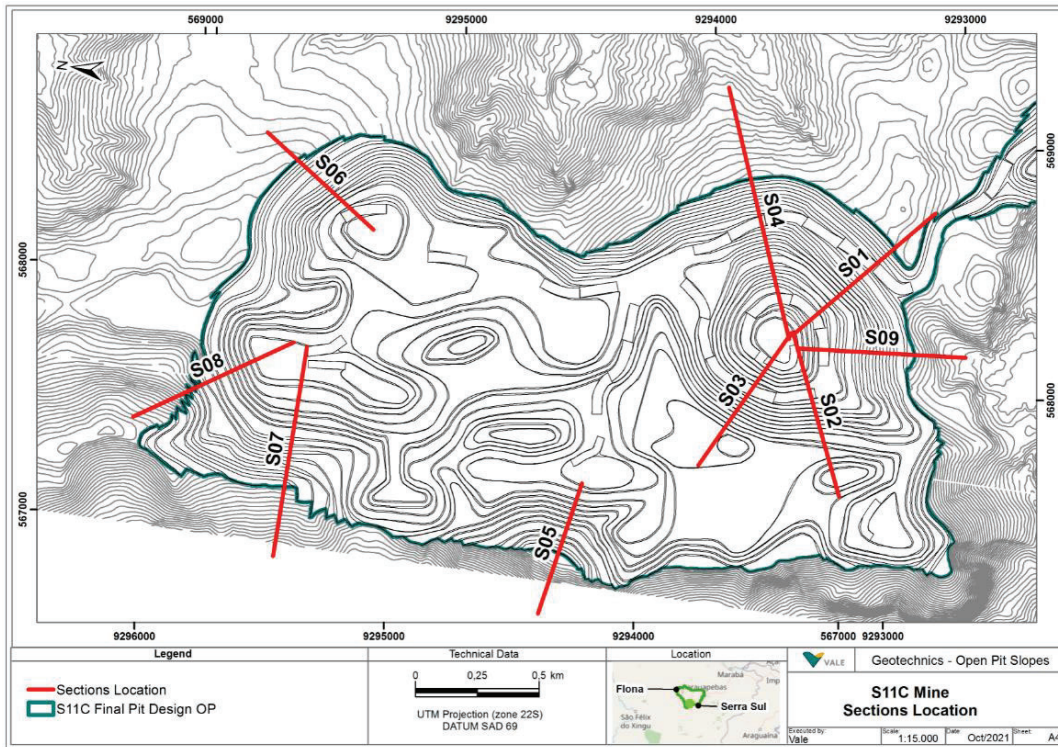 569000
9295000
9294000
9293000
N
569000
S06
S04
568000
S01
S09
S08
S03
568000
S02
S07
567000
S05
9296000
9295000
9294000
567000
9293000
Legend
Sections Location
S11C Final Pit Design OP
Technical Data
0 0,25 0,5 km
UTM Projection (zone 22S)
DATUM SAD 69
Location
Marabá
Flona
Serra Sul
São Félix
do Xingu
Araguaína
VALE
Geotechnics - Open Pit Slopes
S11C Mine
Sections Location
Executed by:
Vale
Scale:
1:15.000
Date:
Oct/2021
Sheet: